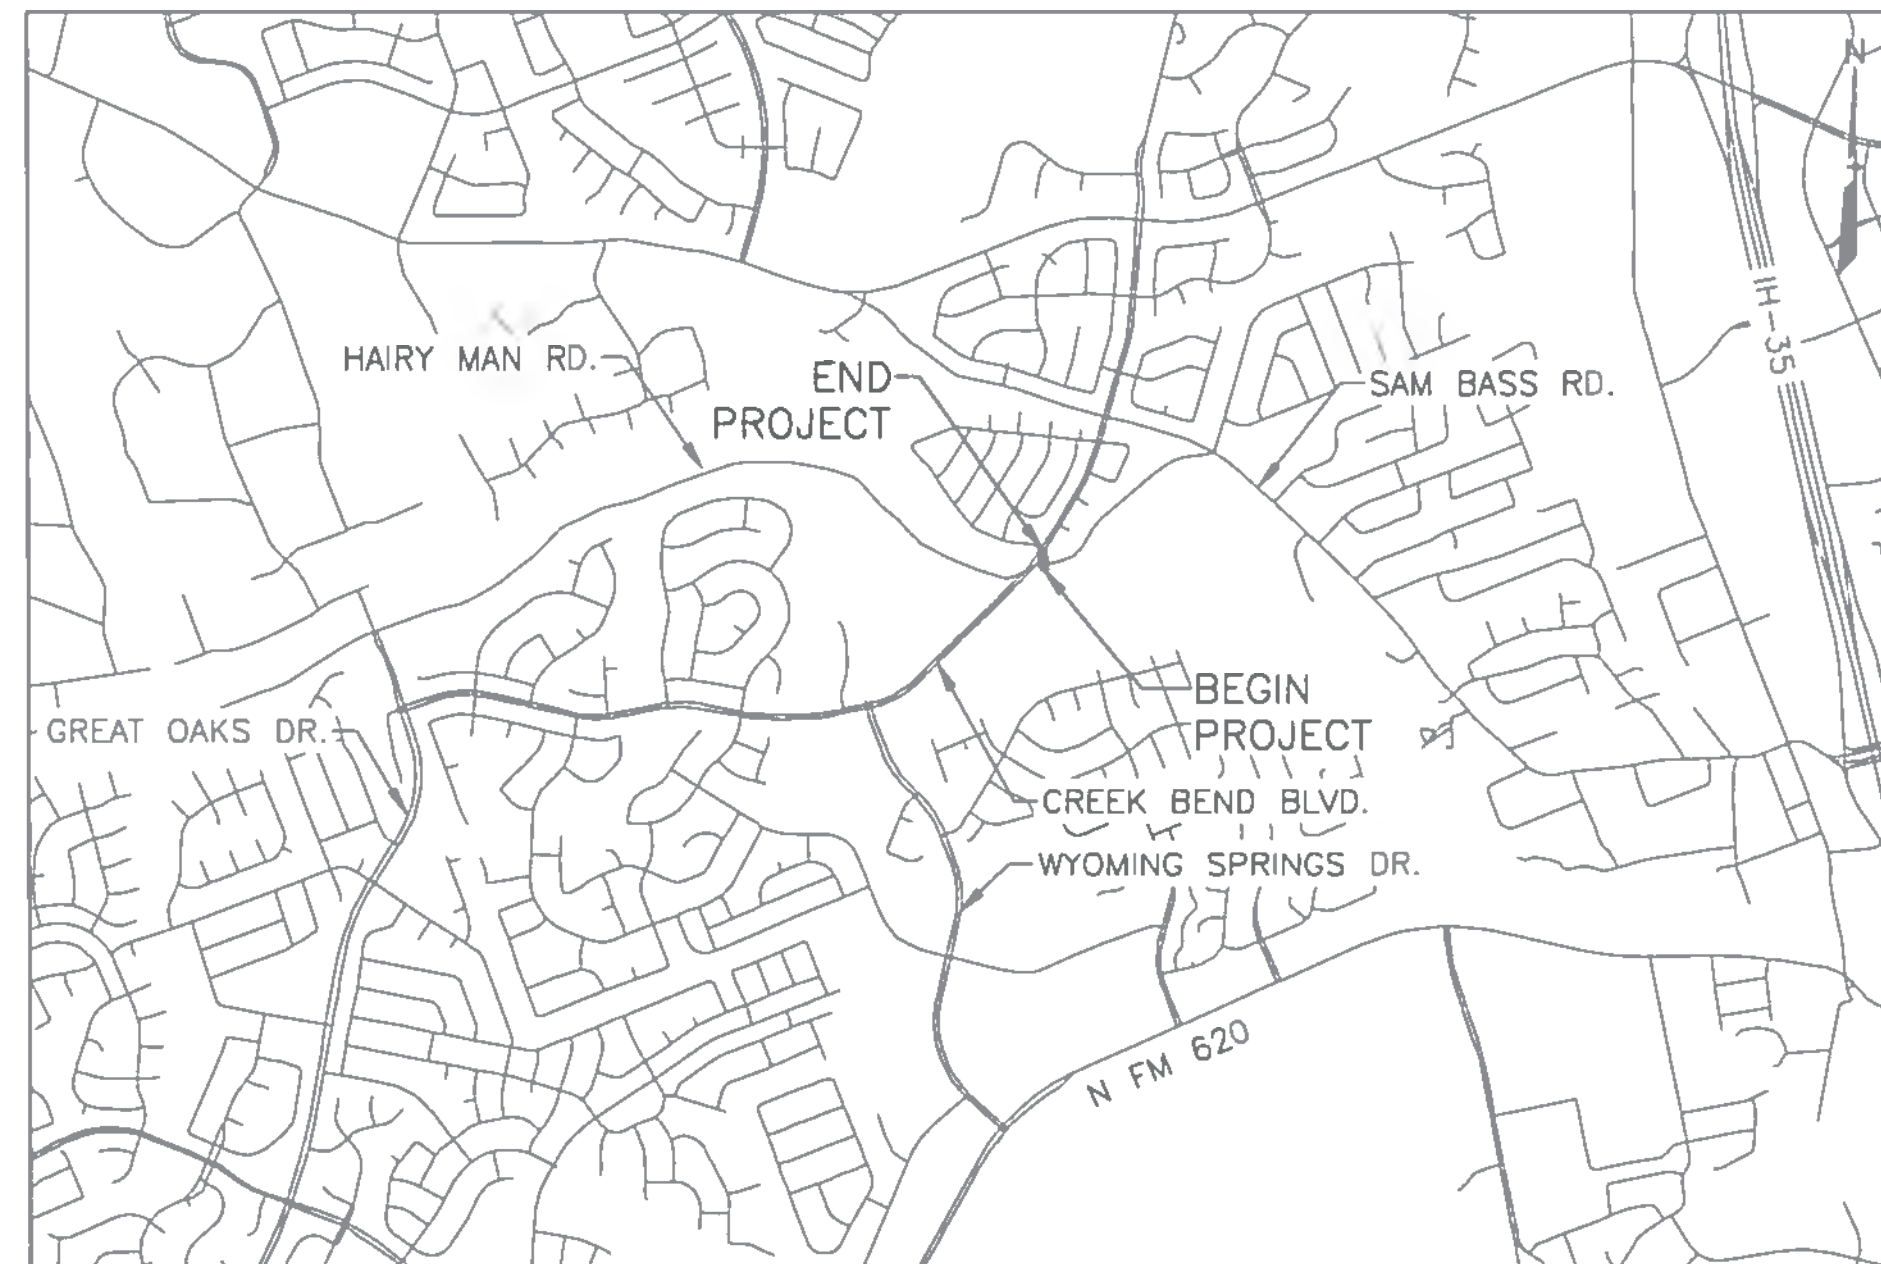 N
IH-35
HAIRY MAN RD.
END
PROJECT
SAM BASS RD.
BEGIN
PROJECT
GREAT OAKS DR.
CREEK BEND BLVD.
WYOMING SPRINGS DR.
N FM 620